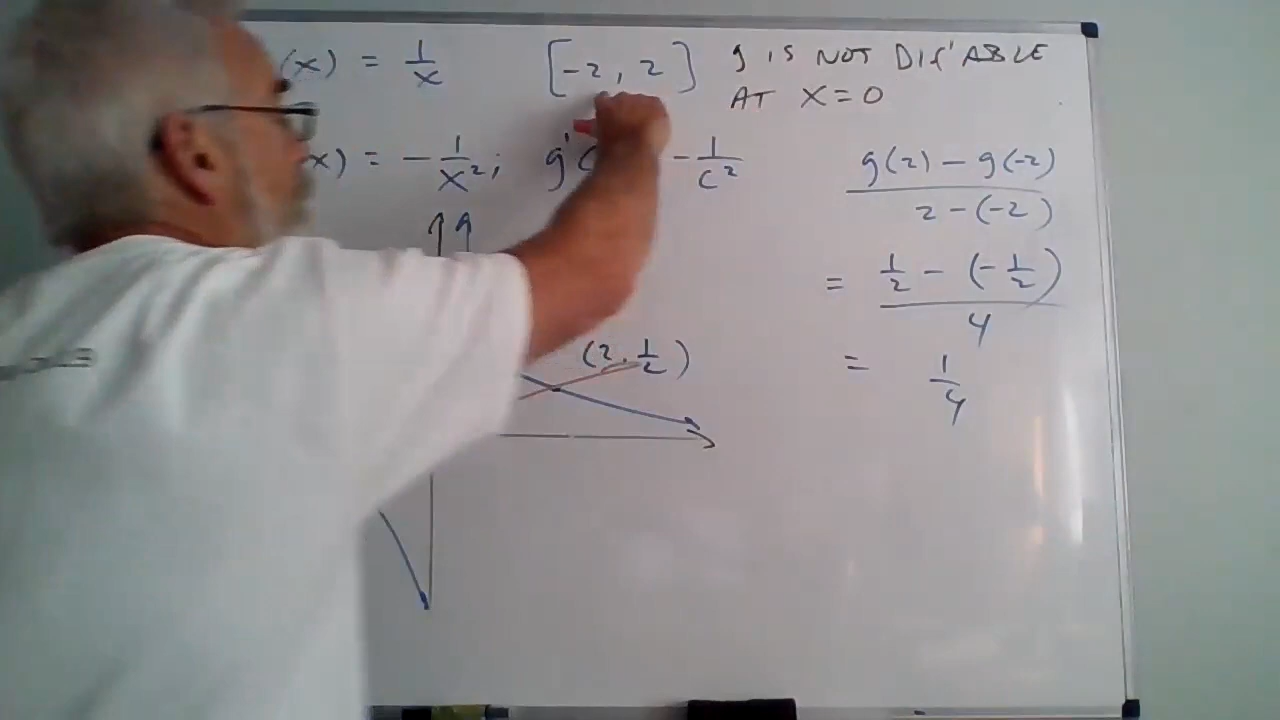 (x) = 1/x [-2, 2] g IS NOT DIF'ABLE
AT X=0
x) = - 1/x²; g'(  - 1/c²
g(2) - g(-2)
2 - (-2)
= 1/2 - (-1/2)
4
= 1/4
(2, 1/2)